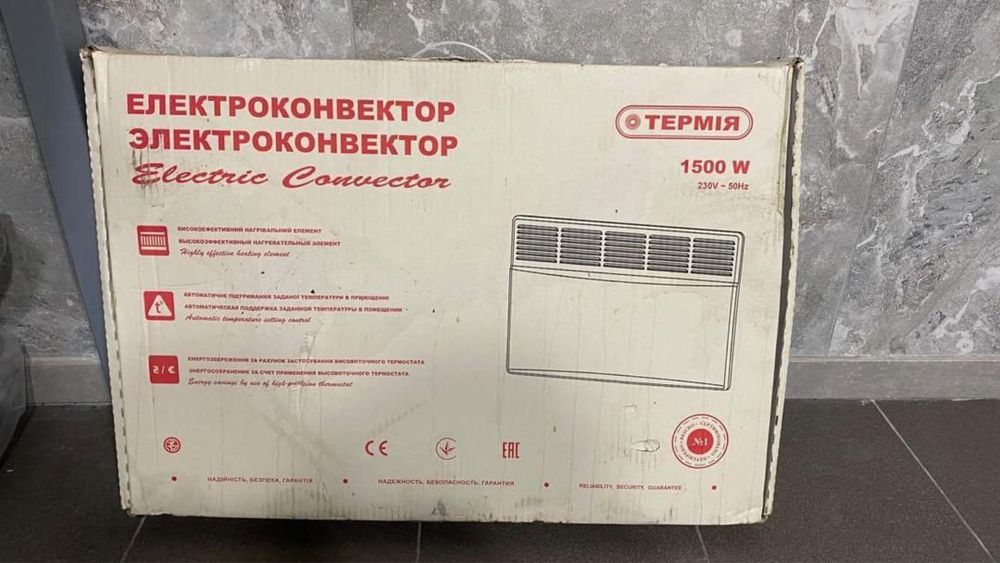 ЕЛЕКТРОКОНВЕКТОР
ЭЛЕКТРОКОНВЕКТОР
Electric Convector
ТЕРМІЯ
1500 W
230V ~ 50Hz
ВИСОКОЕФЕКТИВНИЙ НАГРІВАЛЬНИЙ ЕЛЕМЕНТ
ВЫСОКОЭФФЕКТИВНЫЙ НАГРЕВАТЕЛЬНЫЙ ЭЛЕМЕНТ
Highly effective heating element
t°
АВТОМАТИЧНЕ ПІДТРИМАННЯ ЗАДАНОЇ ТЕМПЕРАТУРИ В ПРИМІЩЕННІ
АВТОМАТИЧЕСКАЯ ПОДДЕРЖКА ЗАДАННОЙ ТЕМПЕРАТУРЫ В ПОМЕЩЕНИИ
Automatic temperature setting control
₴ / €
ЕНЕРГОЗБЕРЕЖЕННЯ ЗА РАХУНОК ЗАСТОСУВАННЯ ВИСОКОТОЧНОГО ТЕРМОСТАТА
ЭНЕРГОСОХРАНЕНИЕ ЗА СЧЕТ ПРИМЕНЕНИЯ ВЫСОКОТОЧНОГО ТЕРМОСТАТА
Energy savings by use of high-precision thermostat
CE
EAC
№1
НАДІЙНІСТЬ, БЕЗПЕКА, ГАРАНТІЯ
НАДЕЖНОСТЬ, БЕЗОПАСНОСТЬ, ГАРАНТИЯ
RELIABILITY, SECURITY, GUARANTEE